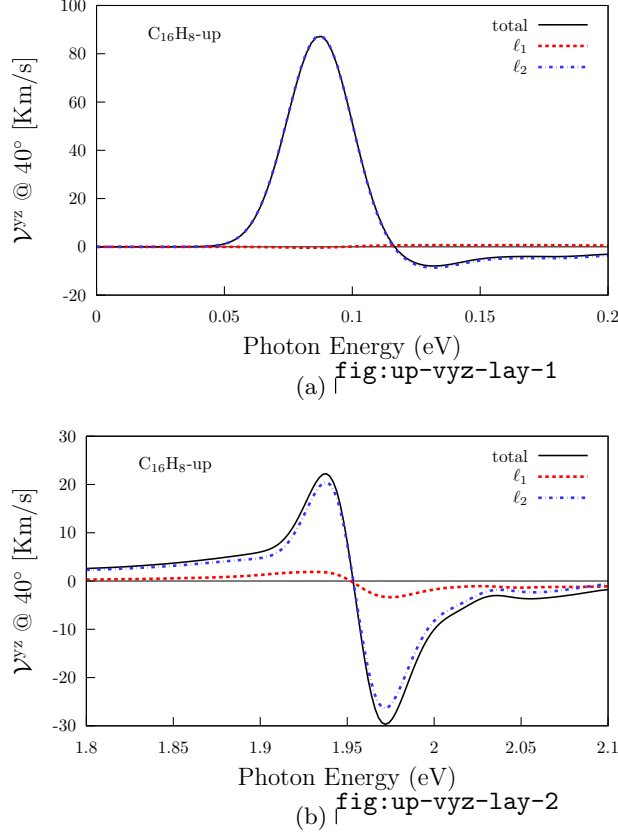 C₁₆H₈-up
total
ℓ₁
ℓ₂
100
80
60
40
20
0
-20
𝒱ʸᶻ @ 40° [Km/s]
0
0.05
0.1
0.15
0.2
Photon Energy (eV)
(a) fig:up-vyz-lay-1
C₁₆H₈-up
total
ℓ₁
ℓ₂
30
20
10
0
-10
-20
-30
𝒱ʸᶻ @ 40° [Km/s]
1.8
1.85
1.9
1.95
2
2.05
2.1
Photon Energy (eV)
(b) fig:up-vyz-lay-2